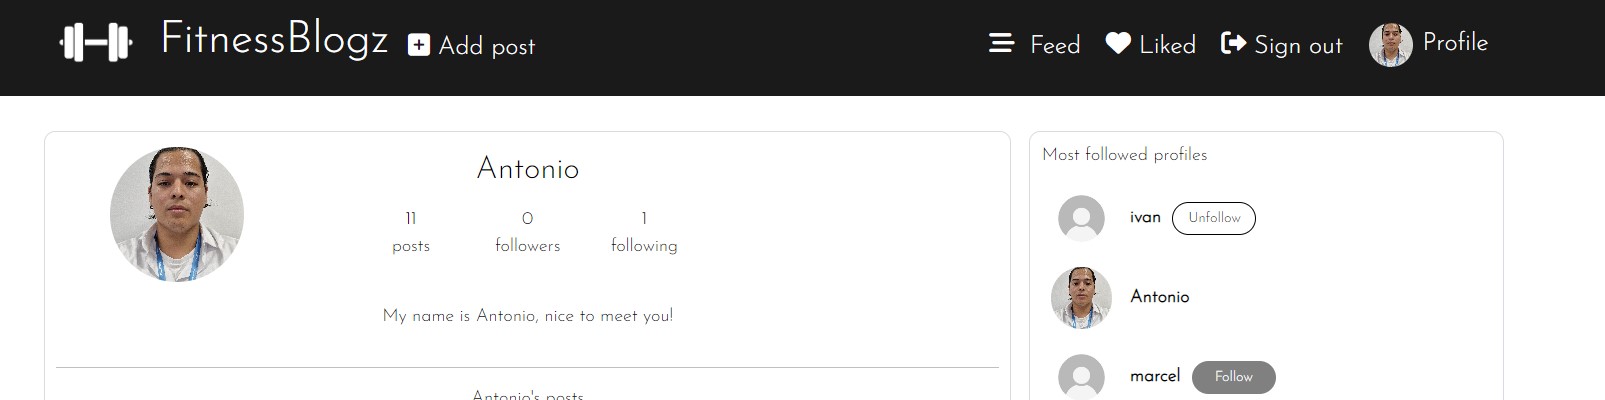 FitnessBlogz
Add post
Feed
Liked
Sign out
Profile
Antonio
11
posts
0
followers
1
following
My name is Antonio, nice to meet you!
Antonio's posts
Most followed profiles
ivan
Unfollow
Antonio
marcel
Follow